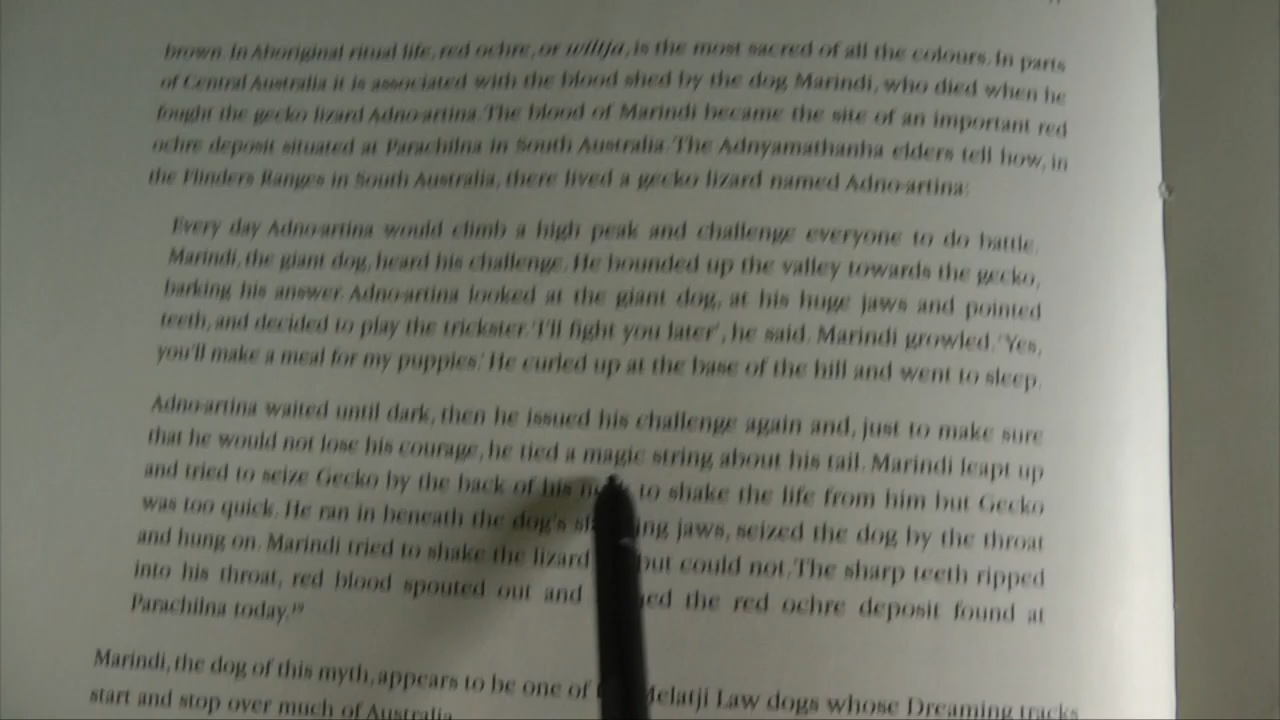 brown. In Aboriginal ritual life, red ochre, or wiltja, is the most sacred of all the colours. In parts
of Central Australia it is associated with the blood shed by the dog Marindi, who died when he
fought the gecko lizard Adno-artina. The blood of Marindi became the site of an important red
ochre deposit situated at Parachilna in South Australia. The Adnyamathanha elders tell how, in
the Flinders Ranges in South Australia, there lived a gecko lizard named Adno-artina:
Every day Adno-artina would climb a high peak and challenge everyone to do battle.
Marindi, the giant dog, heard his challenge. He bounded up the valley towards the gecko,
barking his answer. Adno-artina looked at the giant dog, at his huge jaws and pointed
teeth, and decided to play the trickster. 'I'll fight you later', he said. Marindi growled. 'Yes,
you'll make a meal for my puppies.' He curled up at the base of the hill and went to sleep.
Adno-artina waited until dark, then he issued his challenge again and, just to make sure
that he would not lose his courage, he tied a magic string about his tail. Marindi leapt up
and tried to seize Gecko by the back of his to shake the life from him but Gecko
was too quick. He ran in beneath the dog's jaws, seized the dog by the throat
and hung on. Marindi tried to shake the lizard but could not. The sharp teeth ripped
into his throat, red blood spouted out and the red ochre deposit found at
Parachilna today.¹⁹
Marindi, the dog of this myth, appears to be one of Melatji Law dogs whose Dreaming tracks
start and stop over much of Australia.